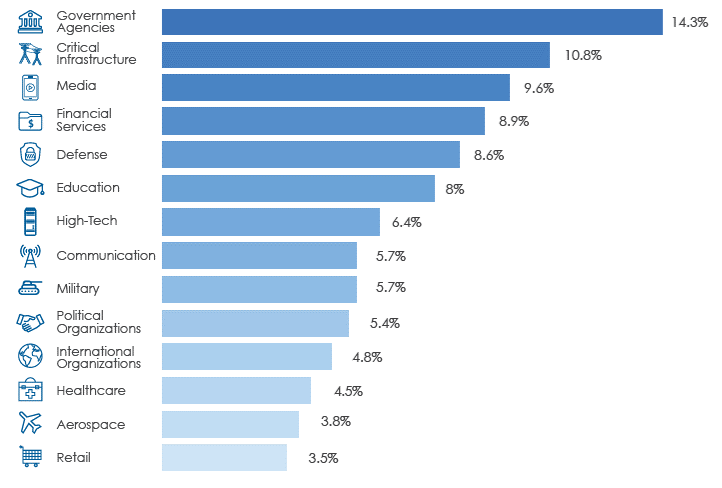 Government
Agencies
14.3%
Critical
Infrastructure
10.8%
Media
9.6%
Financial
Services
8.9%
Defense
8.6%
Education
8%
High-Tech
6.4%
Communication
5.7%
Military
5.7%
Political
Organizations
5.4%
International
Organizations
4.8%
Healthcare
4.5%
Aerospace
3.8%
Retail
3.5%